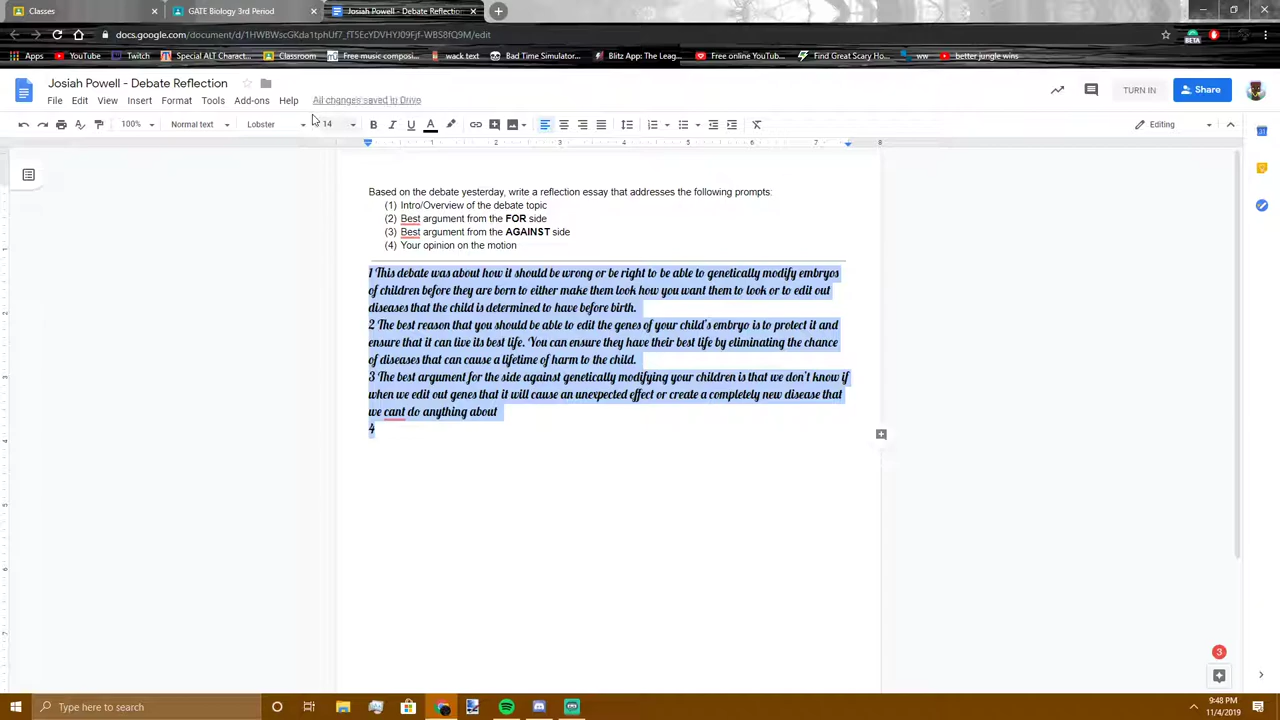 Classes
GATE Biology 3rd Period
Josiah Powell - Debate Reflection
docs.google.com/document/d/1HWBWscGKda1tphUf7_fT5EcYDVHYJ09Fjf-WBS8fQ9M/edit
BETA
Apps YouTube Twitch Special ALT Charact... Classroom Free music composi... wack text Bad Time Simulator... Blitz App: The Leag... Free online YouTub... Find Great Scary Ho... ww better jungle wins
Josiah Powell - Debate Reflection
File Edit View Insert Format Tools Add-ons Help All changes saved in Drive
TURN IN
Share
100% Normal text Lobster 14 Editing
1 2 3 4 5 6 7 8
Based on the debate yesterday, write a reflection essay that addresses the following prompts:
(1) Intro/Overview of the debate topic
(2) Best argument from the FOR side
(3) Best argument from the AGAINST side
(4) Your opinion on the motion
1 This debate was about how it should be wrong or be right to be able to genetically modify embryos
of children before they are born to either make them look how you want them to look or to edit out
diseases that the child is determined to have before birth.
2 The best reason that you should be able to edit the genes of your child's embryo is to protect it and
ensure that it can live its best life. You can ensure they have their best life by eliminating the chance
of diseases that can cause a lifetime of harm to the child.
3 The best argument for the side against genetically modifying your children is that we don't know if
when we edit out genes that it will cause an unexpected effect or create a completely new disease that
we cant do anything about
4
3
Type here to search
9:48 PM
11/4/2019